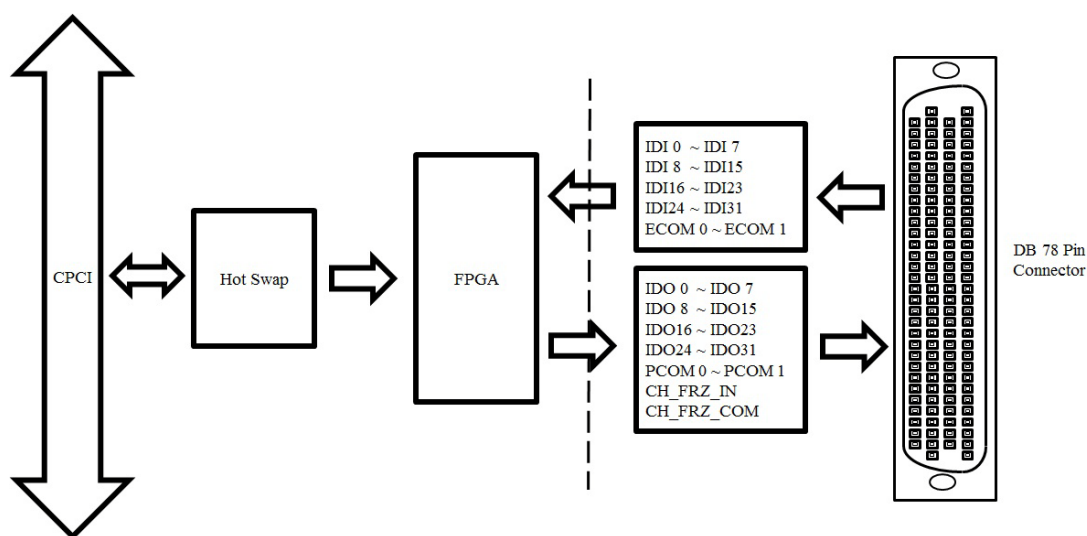 CPCI
Hot Swap
FPGA
IDI 0 ~ IDI 7
IDI 8 ~ IDI15
IDI16 ~ IDI23
IDI24 ~ IDI31
ECOM 0 ~ ECOM 1
IDO 0 ~ IDO 7
IDO 8 ~ IDO15
IDO16 ~ IDO23
IDO24 ~ IDO31
PCOM 0 ~ PCOM 1
CH_FRZ_IN
CH_FRZ_COM
DB 78 Pin
Connector